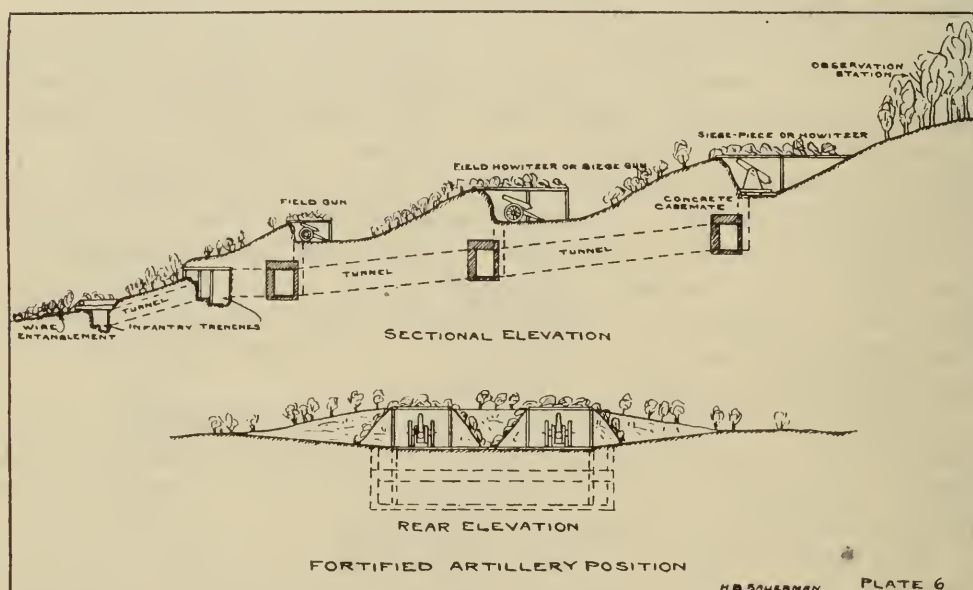 OBSERVATION
STATION
SIEGE-PIECE OR HOWITZER
FIELD HOWITZER OR SIEGE GUN
CONCRETE
CASEMATE
FIELD GUN
TUNNEL
TUNNEL
TUNNEL
WIRE
ENTANGLEMENT
INFANTRY TRENCHES
SECTIONAL ELEVATION
REAR ELEVATION
FORTIFIED ARTILLERY POSITION
H.B. SAUERMAN
PLATE 6